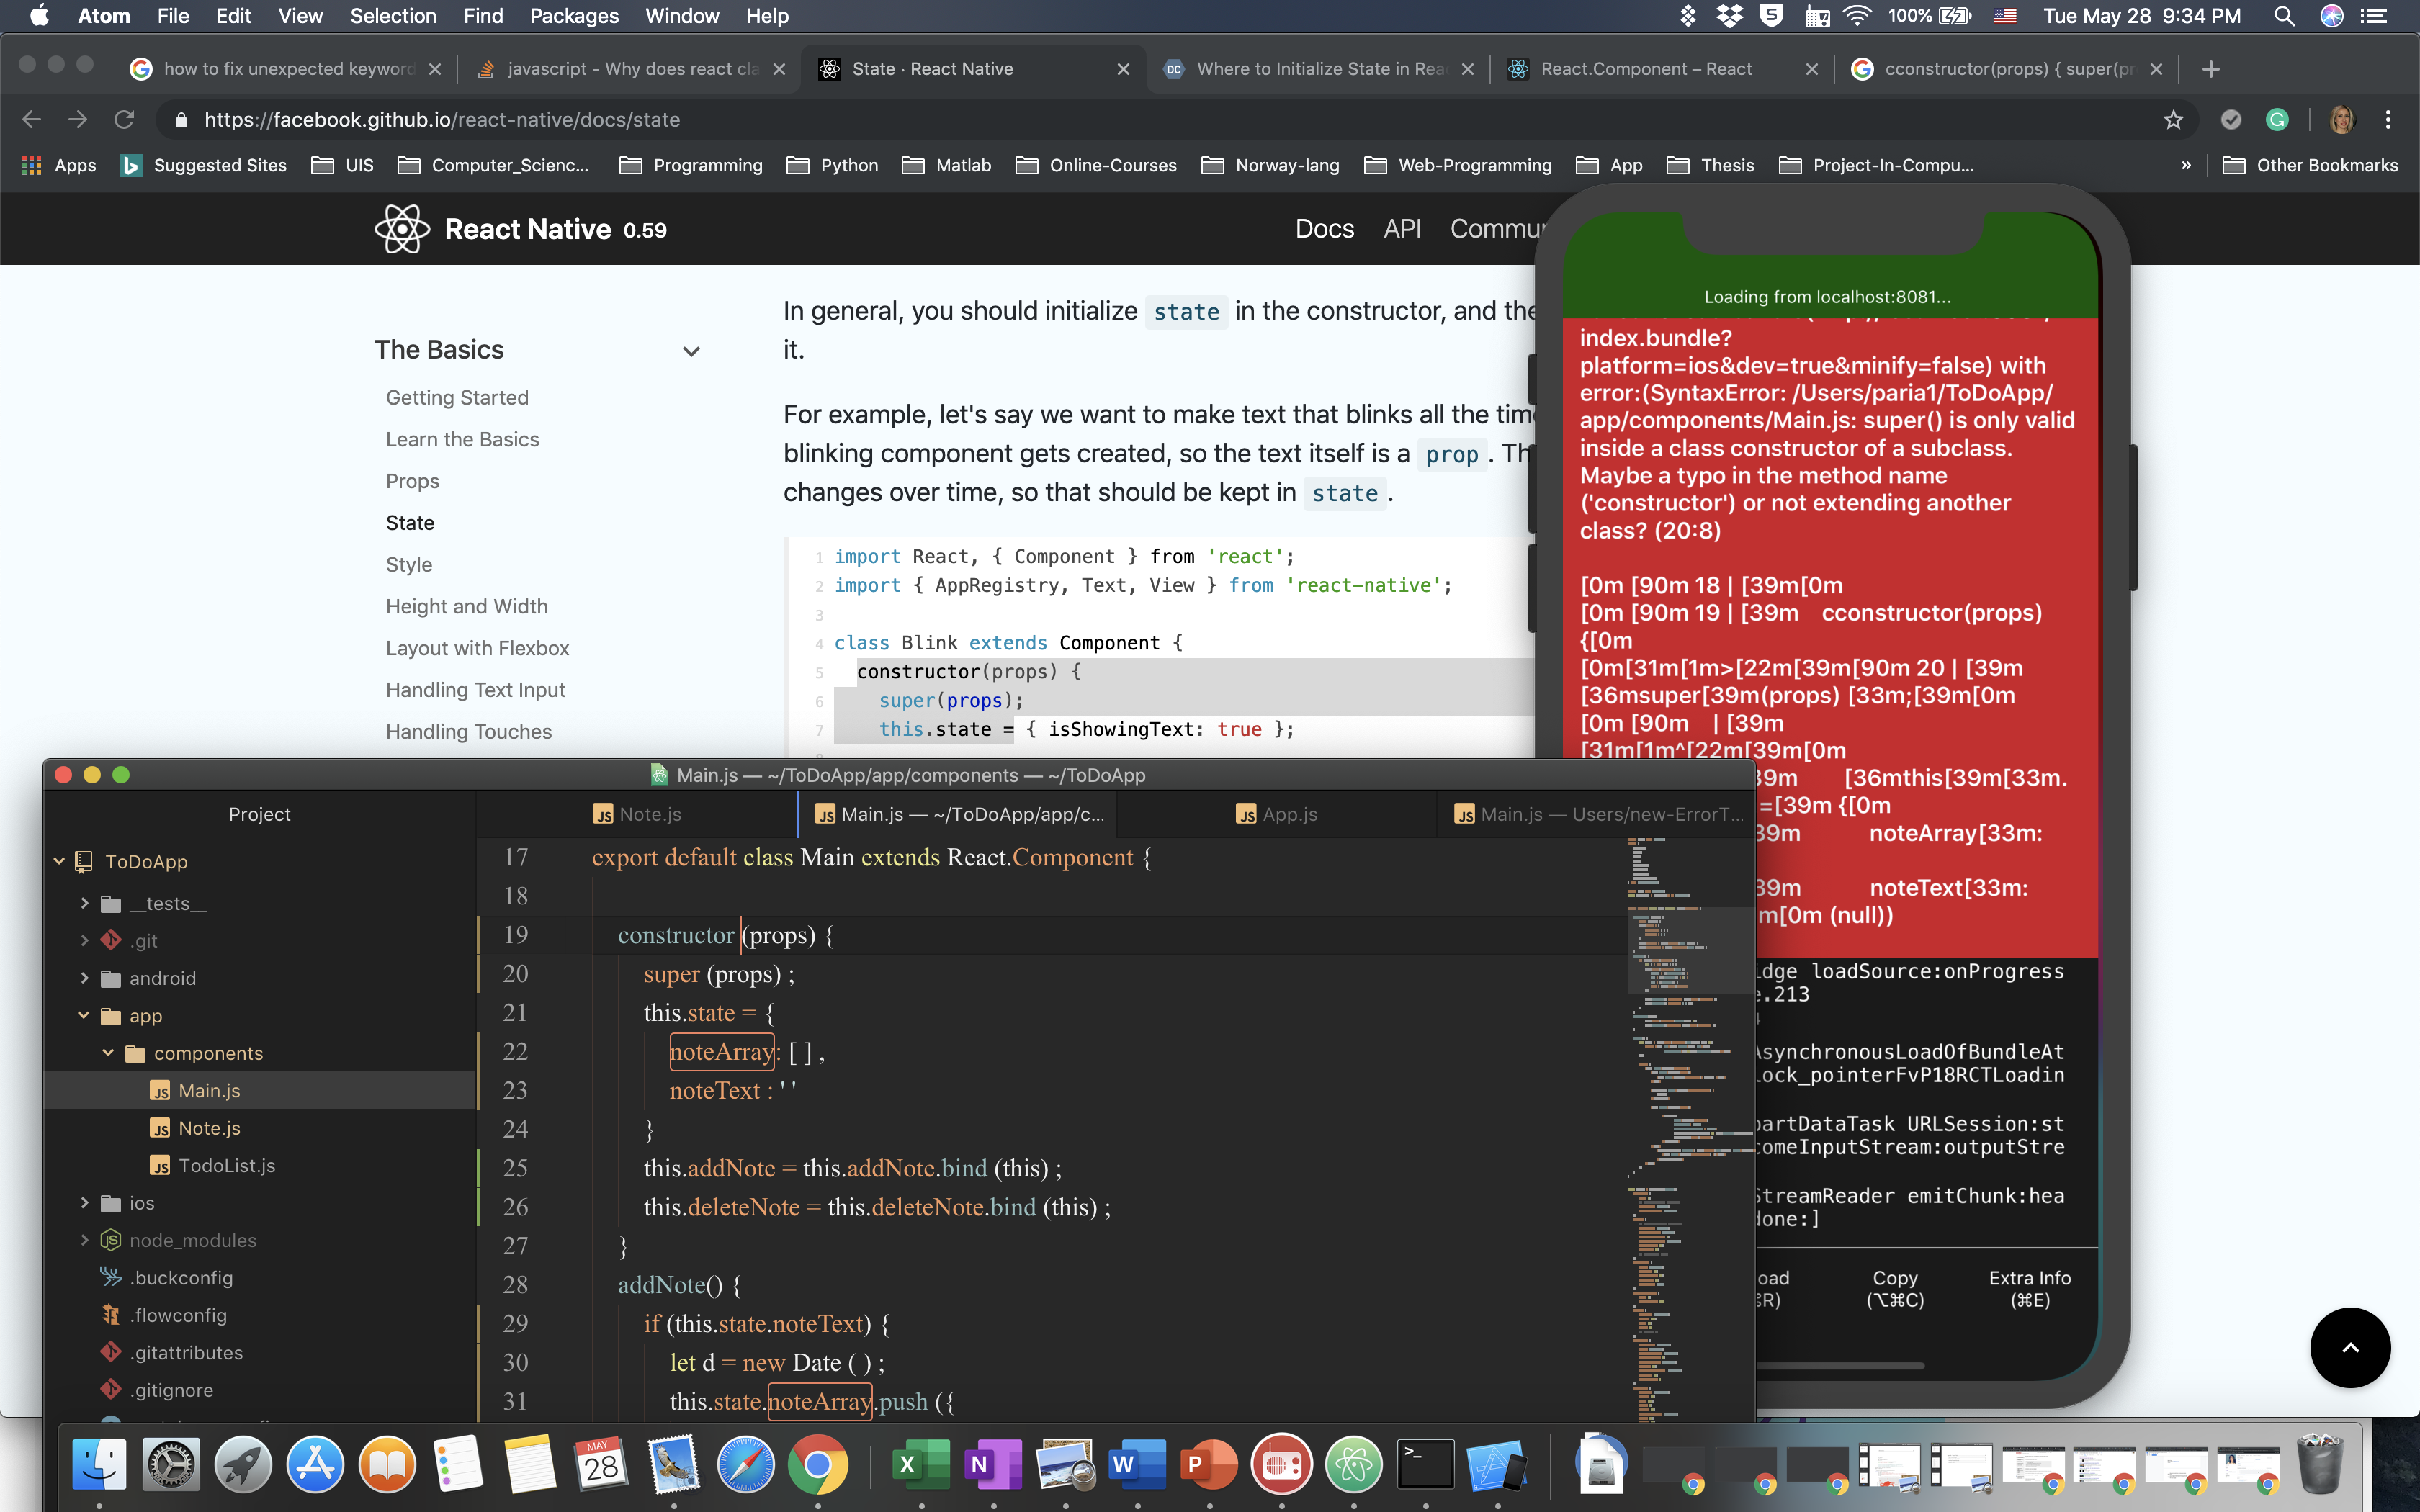 Atom File Edit View Selection Find Packages Window Help 100% Tue May 28 9:34 PM
how to fix unexpected keyword
javascript - Why does react cla
State · React Native
Where to Initialize State in Rea
React.Component – React
cconstructor(props) { super(pr
https://facebook.github.io/react-native/docs/state
Apps Suggested Sites UIS Computer_Scienc... Programming Python Matlab Online-Courses Norway-lang Web-Programming App Thesis Project-In-Compu... » Other Bookmarks
React Native 0.59
Docs API Commu
The Basics
Getting Started
Learn the Basics
Props
State
Style
Height and Width
Layout with Flexbox
Handling Text Input
Handling Touches
In general, you should initialize state in the constructor, and the
it.
For example, let's say we want to make text that blinks all the tim
blinking component gets created, so the text itself is a prop. Th
changes over time, so that should be kept in state.
1 import React, { Component } from 'react';
2 import { AppRegistry, Text, View } from 'react-native';
3
4 class Blink extends Component {
5 constructor(props) {
6 super(props);
7 this.state = { isShowingText: true };
Loading from localhost:8081...
index.bundle?
platform=ios&dev=true&minify=false) with
error:(SyntaxError: /Users/paria1/ToDoApp/
app/components/Main.js: super() is only valid
inside a class constructor of a subclass.
Maybe a typo in the method name
('constructor') or not extending another
class? (20:8)
[0m [90m 18 | [39m[0m
[0m [90m 19 | [39m cconstructor(props)
{[0m
[0m[31m[1m>[22m[39m[90m 20 | [39m
[36msuper[39m(props) [33m;[39m[0m
[0m [90m | [39m
[31m[1m^[22m[39m[0m
39m [36mthis[39m[33m.
=[39m {[0m
39m noteArray[33m:
39m noteText[33m:
m[0m (null))
idge loadSource:onProgress
e.213
AsynchronousLoadOfBundleAt
lock_pointerFvP18RCTLoadin
partDataTask URLSession:st
comeInputStream:outputStre
StreamReader emitChunk:hea
done:]
oad
⌘R)
Copy
(⌥⌘C)
Extra Info
(⌘E)
Main.js — ~/ToDoApp/app/components — ~/ToDoApp
Project
Note.js
Main.js — ~/ToDoApp/app/c...
App.js
Main.js — Users/new-ErrorT...
ToDoApp
__tests__
.git
android
app
components
Main.js
Note.js
TodoList.js
ios
node_modules
.buckconfig
.flowconfig
.gitattributes
.gitignore
17 export default class Main extends React.Component {
18
19 constructor (props) {
20 super (props) ;
21 this.state = {
22 noteArray: [ ] ,
23 noteText : ' '
24 }
25 this.addNote = this.addNote.bind (this) ;
26 this.deleteNote = this.deleteNote.bind (this) ;
27 }
28 addNote() {
29 if (this.state.noteText) {
30 let d = new Date ( ) ;
31 this.state.noteArray.push ({
MAY
28